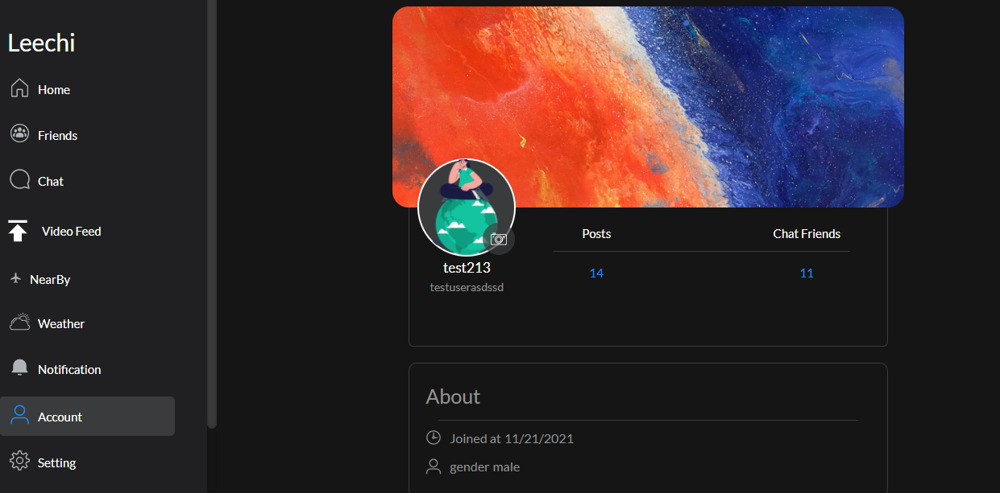 Leechi
Home
Friends
Chat
Video Feed
NearBy
Weather
Notification
Account
Setting
Posts
Chat Friends
14
11
test213
testuserasdssd
About
Joined at 11/21/2021
gender male